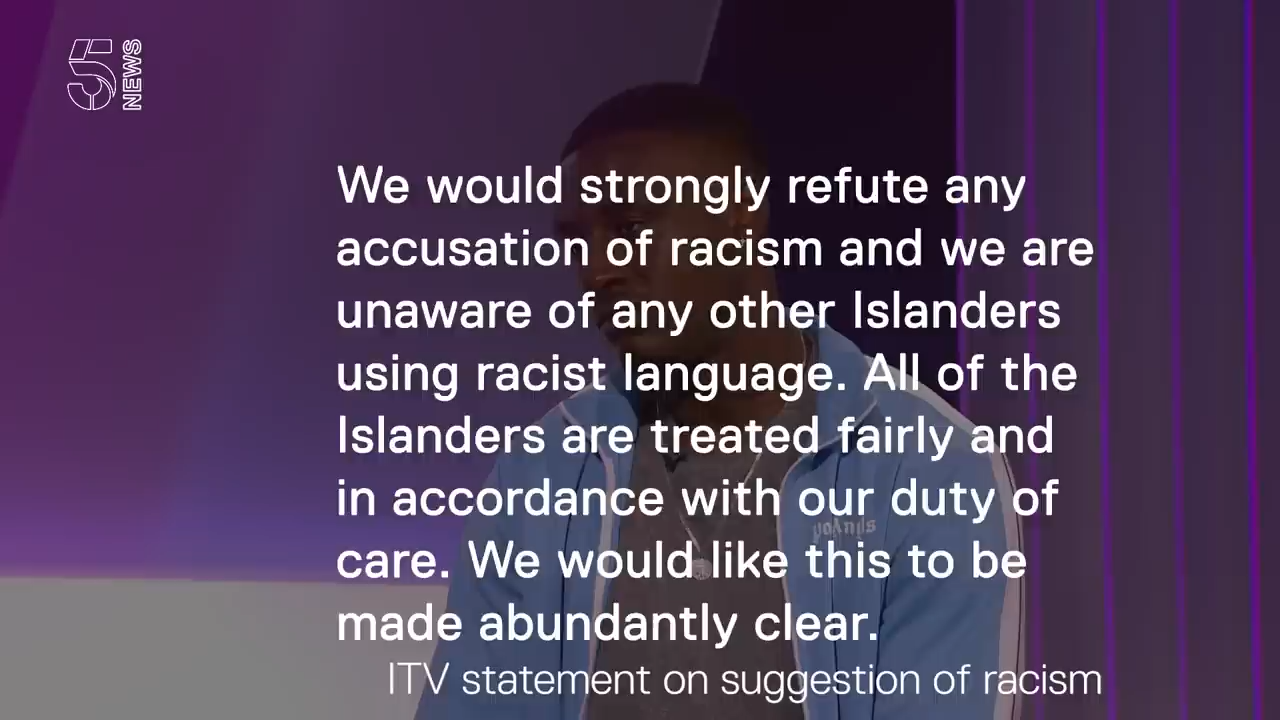 5 NEWS
We would strongly refute any
accusation of racism and we are
unaware of any other Islanders
using racist language. All of the
Islanders are treated fairly and
in accordance with our duty of
care. We would like this to be
made abundantly clear.
ITV statement on suggestion of racism